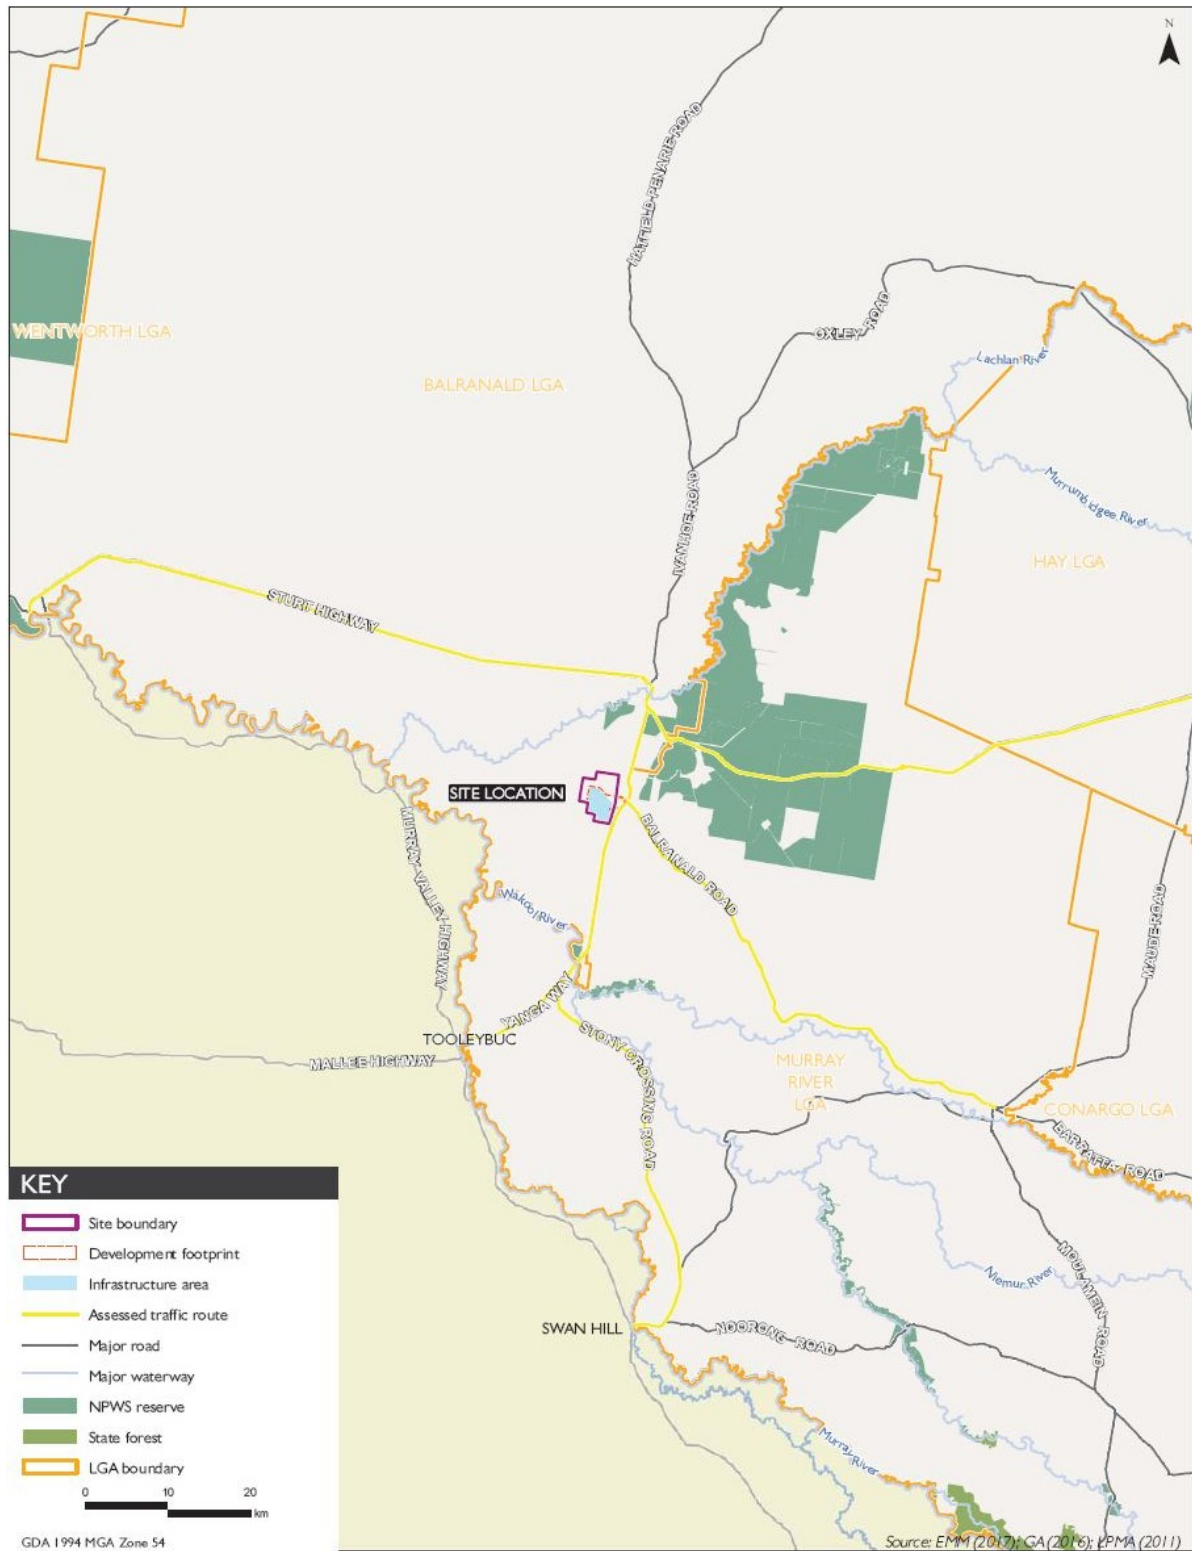 N
HATFIELD-PENARIE-ROAD
OXLEY ROAD
WENTWORTH LGA
Lachlan River
BALRANALD LGA
Murrumbidgee River
IVANHOE-ROAD
HAY LGA
STURT HIGHWAY
SITE LOCATION
BALRANALD ROAD
MURRAY VALLEY HIGHWAY
Wakool River
MAUDE-ROAD
YANGA WAY
TOOLEYBUC
STONY CROSSING ROAD
MALLEE-HIGHWAY
MURRAY
RIVER
LGA
CONARGO LGA
BARRATTA ROAD
Niemur River
MOULAMEIN ROAD
SWAN HILL
NOORONG ROAD
Murray River
KEY
Site boundary
Development footprint
Infrastructure area
Assessed traffic route
Major road
Major waterway
NPWS reserve
State forest
LGA boundary
0 10 20
km
GDA 1994 MGA Zone 54
Source: EMM (2017); GA (2016); LPMA (2011)